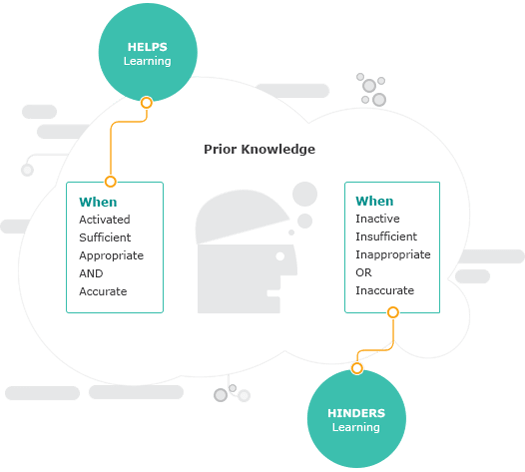 HELPS
Learning
Prior Knowledge
When
Activated
Sufficient
Appropriate
AND
Accurate
When
Inactive
Insufficient
Inappropriate
OR
Inaccurate
HINDERS
Learning